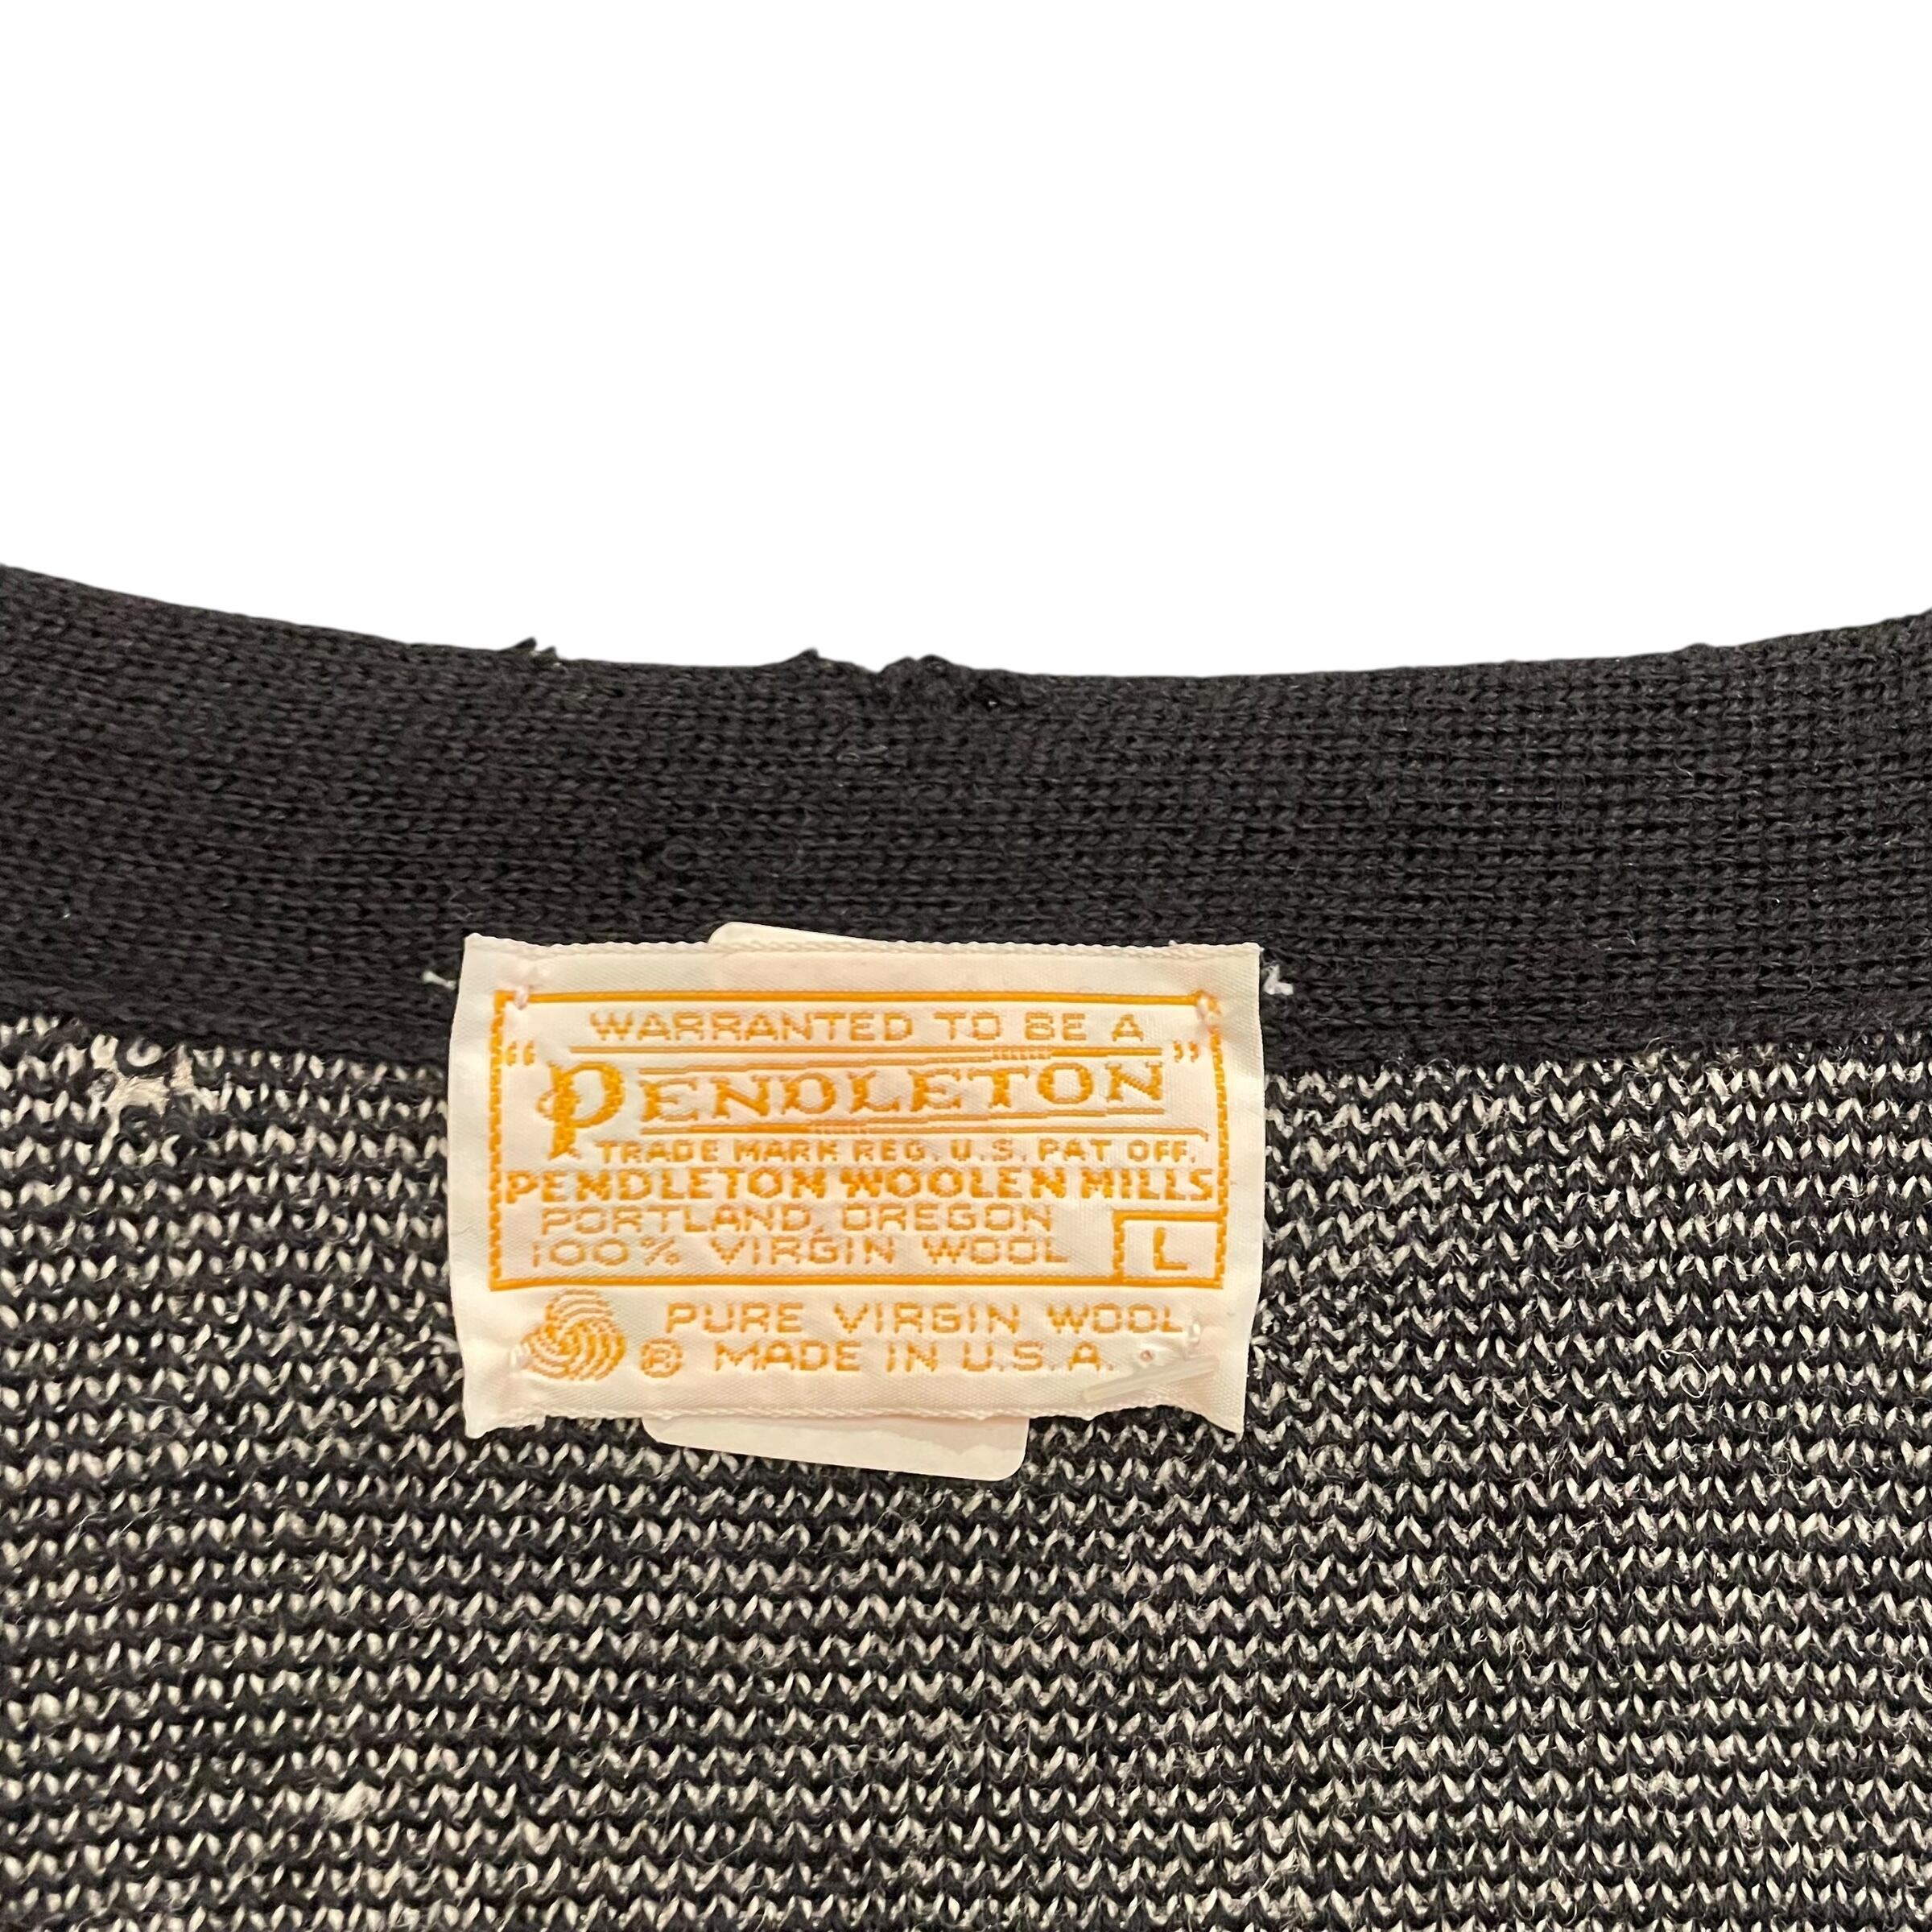 WARRANTED TO BE A
"PENDLETON"
TRADE MARK REG. U.S. PAT OFF.
PENDLETON WOOLEN MILLS
PORTLAND, OREGON
100% VIRGIN WOOL L
PURE VIRGIN WOOL
® MADE IN U.S.A.